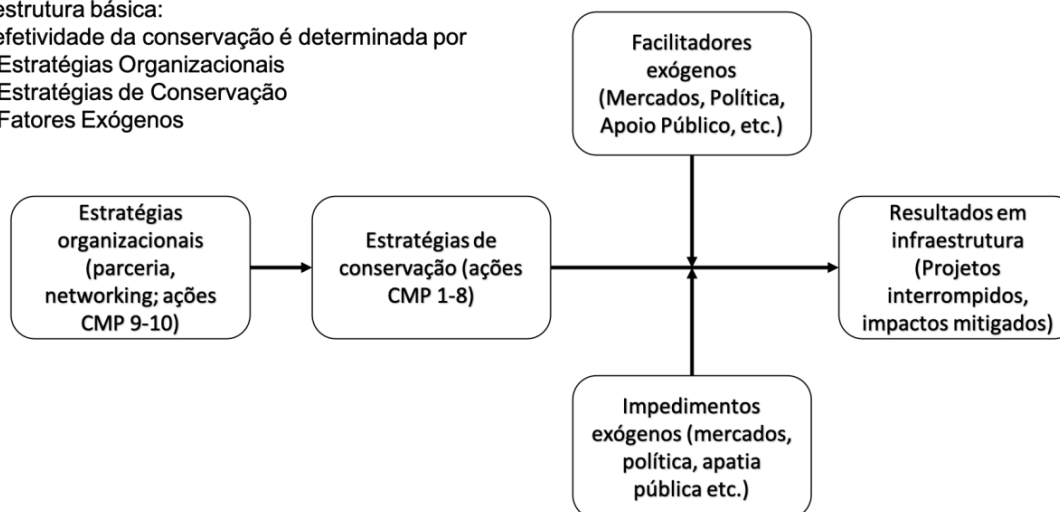 estrutura básica:
efetividade da conservação é determinada por
Estratégias Organizacionais
Estratégias de Conservação
Fatores Exógenos
Facilitadores
exógenos
(Mercados, Política,
Apoio Público, etc.)
Estratégias
organizacionais
(parceria,
networking; ações
CMP 9-10)
Estratégias de
conservação (ações
CMP 1-8)
Resultados em
infraestrutura
(Projetos
interrompidos,
impactos mitigados)
Impedimentos
exógenos (mercados,
política, apatia
pública etc.)